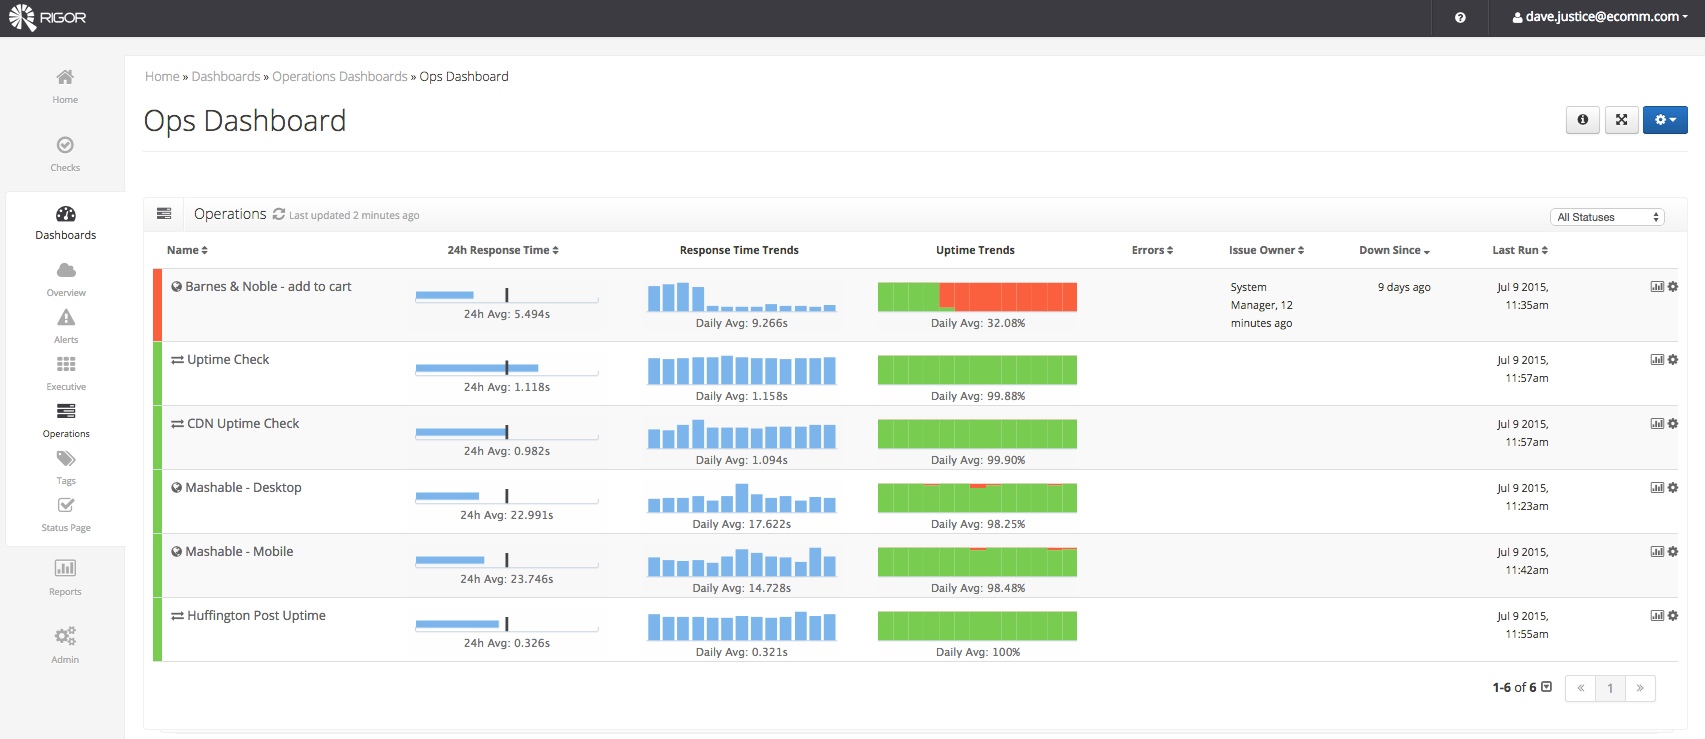 RIGOR
dave.justice@ecomm.com
Home
Checks
Dashboards
Overview
Alerts
Executive
Operations
Tags
Status Page
Reports
Admin
Home » Dashboards » Operations Dashboards » Ops Dashboard
Ops Dashboard
Operations Last updated 2 minutes ago
All Statuses
Name 24h Response Time Response Time Trends Uptime Trends Errors Issue Owner Down Since Last Run
Barnes & Noble - add to cart
24h Avg: 5.494s
Daily Avg: 9.266s
Daily Avg: 32.08%
System
Manager, 12
minutes ago
9 days ago
Jul 9 2015,
11:35am
Uptime Check
24h Avg: 1.118s
Daily Avg: 1.158s
Daily Avg: 99.88%
Jul 9 2015,
11:57am
CDN Uptime Check
24h Avg: 0.982s
Daily Avg: 1.094s
Daily Avg: 99.90%
Jul 9 2015,
11:57am
Mashable - Desktop
24h Avg: 22.991s
Daily Avg: 17.622s
Daily Avg: 98.25%
Jul 9 2015,
11:23am
Mashable - Mobile
24h Avg: 23.746s
Daily Avg: 14.728s
Daily Avg: 98.48%
Jul 9 2015,
11:42am
Huffington Post Uptime
24h Avg: 0.326s
Daily Avg: 0.321s
Daily Avg: 100%
Jul 9 2015,
11:55am
1-6 of 6
« 1 »